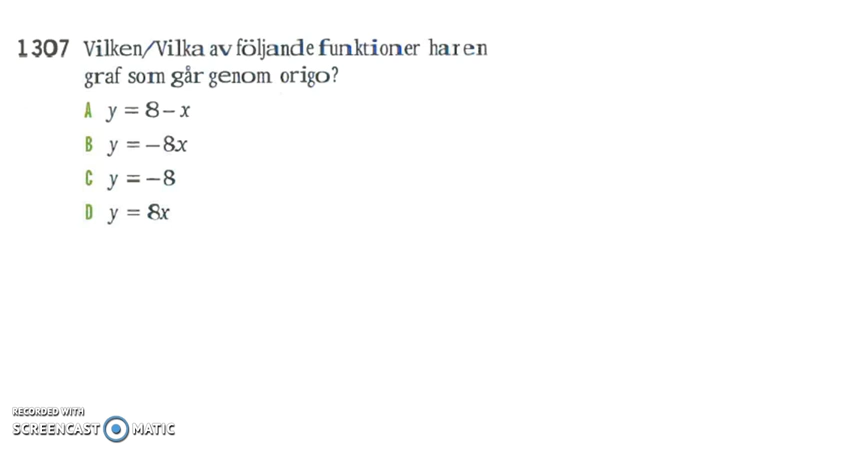 1307 Vilken/Vilka av följande funktioner har en
graf som går genom origo?
A y = 8 – x
B y = –8x
C y = –8
D y = 8x
RECORDED WITH
SCREENCAST MATIC